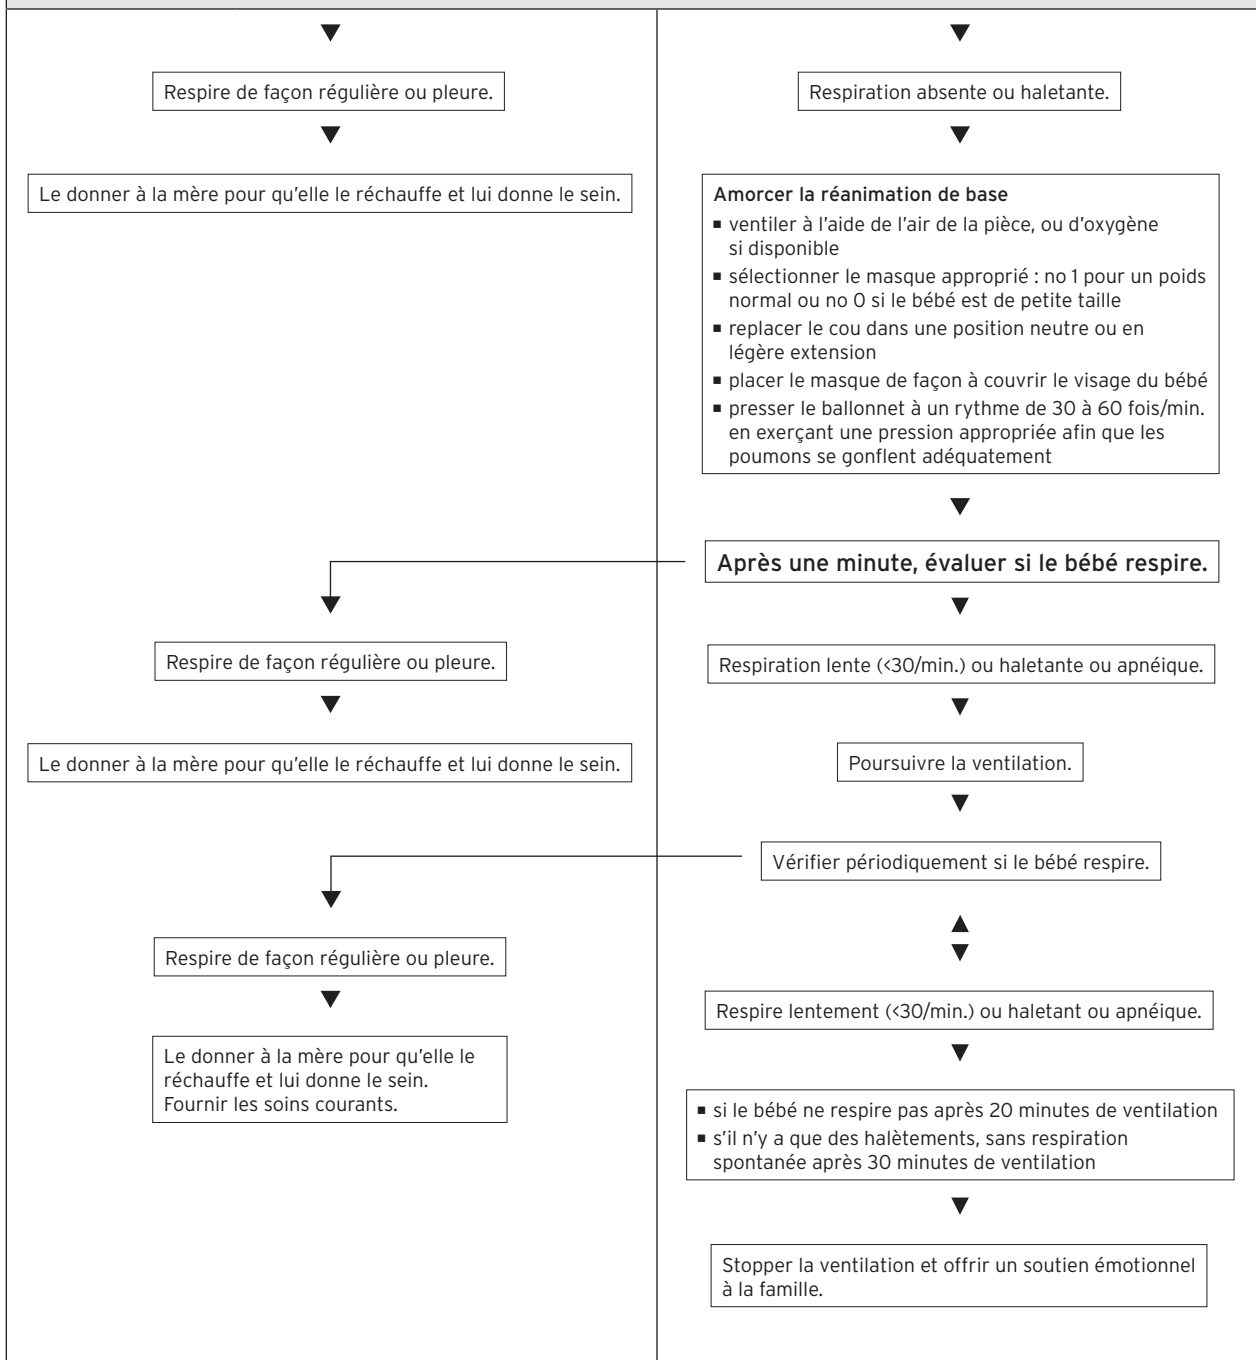 Respire de façon régulière ou pleure.
Le donner à la mère pour qu'elle le réchauffe et lui donne le sein.
Respiration absente ou haletante.
Amorcer la réanimation de base
▪ ventiler à l'aide de l'air de la pièce, ou d'oxygène
si disponible
▪ sélectionner le masque approprié : no 1 pour un poids
normal ou no 0 si le bébé est de petite taille
▪ replacer le cou dans une position neutre ou en
légère extension
▪ placer le masque de façon à couvrir le visage du bébé
▪ presser le ballonnet à un rythme de 30 à 60 fois/min.
en exerçant une pression appropriée afin que les
poumons se gonflent adéquatement
Après une minute, évaluer si le bébé respire.
Respire de façon régulière ou pleure.
Le donner à la mère pour qu'elle le réchauffe et lui donne le sein.
Respiration lente (<30/min.) ou haletante ou apnéique.
Poursuivre la ventilation.
Vérifier périodiquement si le bébé respire.
Respire de façon régulière ou pleure.
Le donner à la mère pour qu'elle le
réchauffe et lui donne le sein.
Fournir les soins courants.
Respire lentement (<30/min.) ou haletant ou apnéique.
▪ si le bébé ne respire pas après 20 minutes de ventilation
▪ s'il n'y a que des halètements, sans respiration
spontanée après 30 minutes de ventilation
Stopper la ventilation et offrir un soutien émotionnel
à la famille.